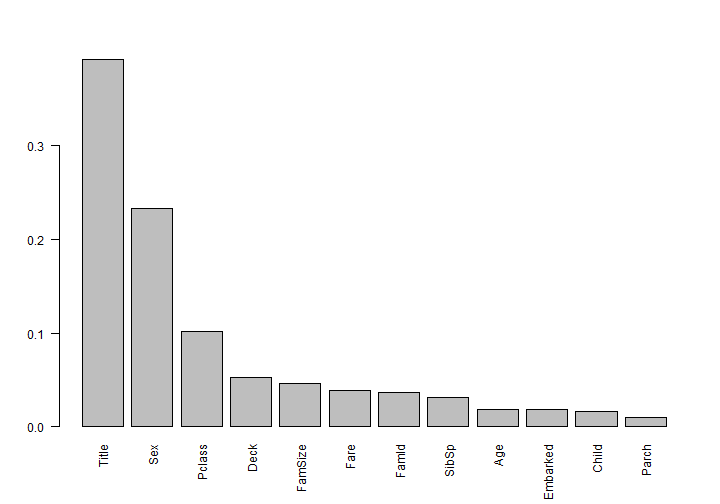 0.3
0.2
0.1
0.0
Title
Sex
Pclass
Deck
FamSize
Fare
FamId
SibSp
Age
Embarked
Child
Parch